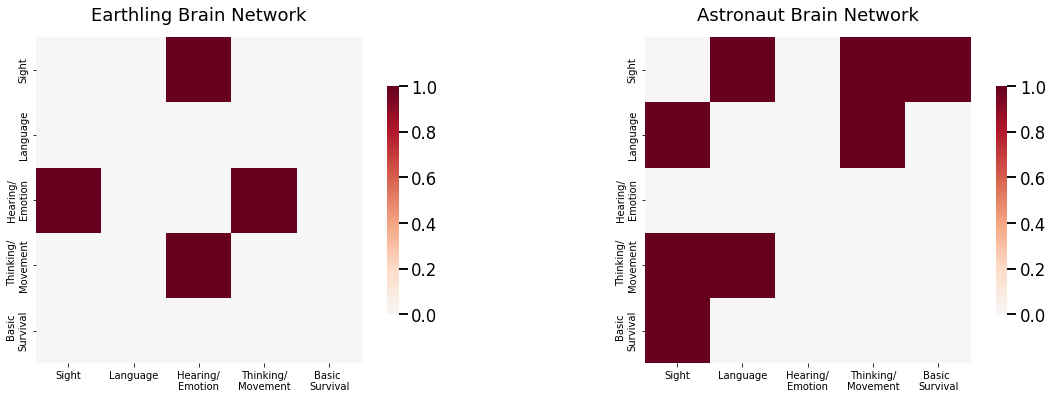 Earthling Brain Network
Sight
Language
Hearing/
Emotion
Thinking/
Movement
Basic
Survival
Sight
Language
Hearing/
Emotion
Thinking/
Movement
Basic
Survival
1.0
0.8
0.6
0.4
0.2
0.0
Astronaut Brain Network
Sight
Language
Hearing/
Emotion
Thinking/
Movement
Basic
Survival
Sight
Language
Hearing/
Emotion
Thinking/
Movement
Basic
Survival
1.0
0.8
0.6
0.4
0.2
0.0